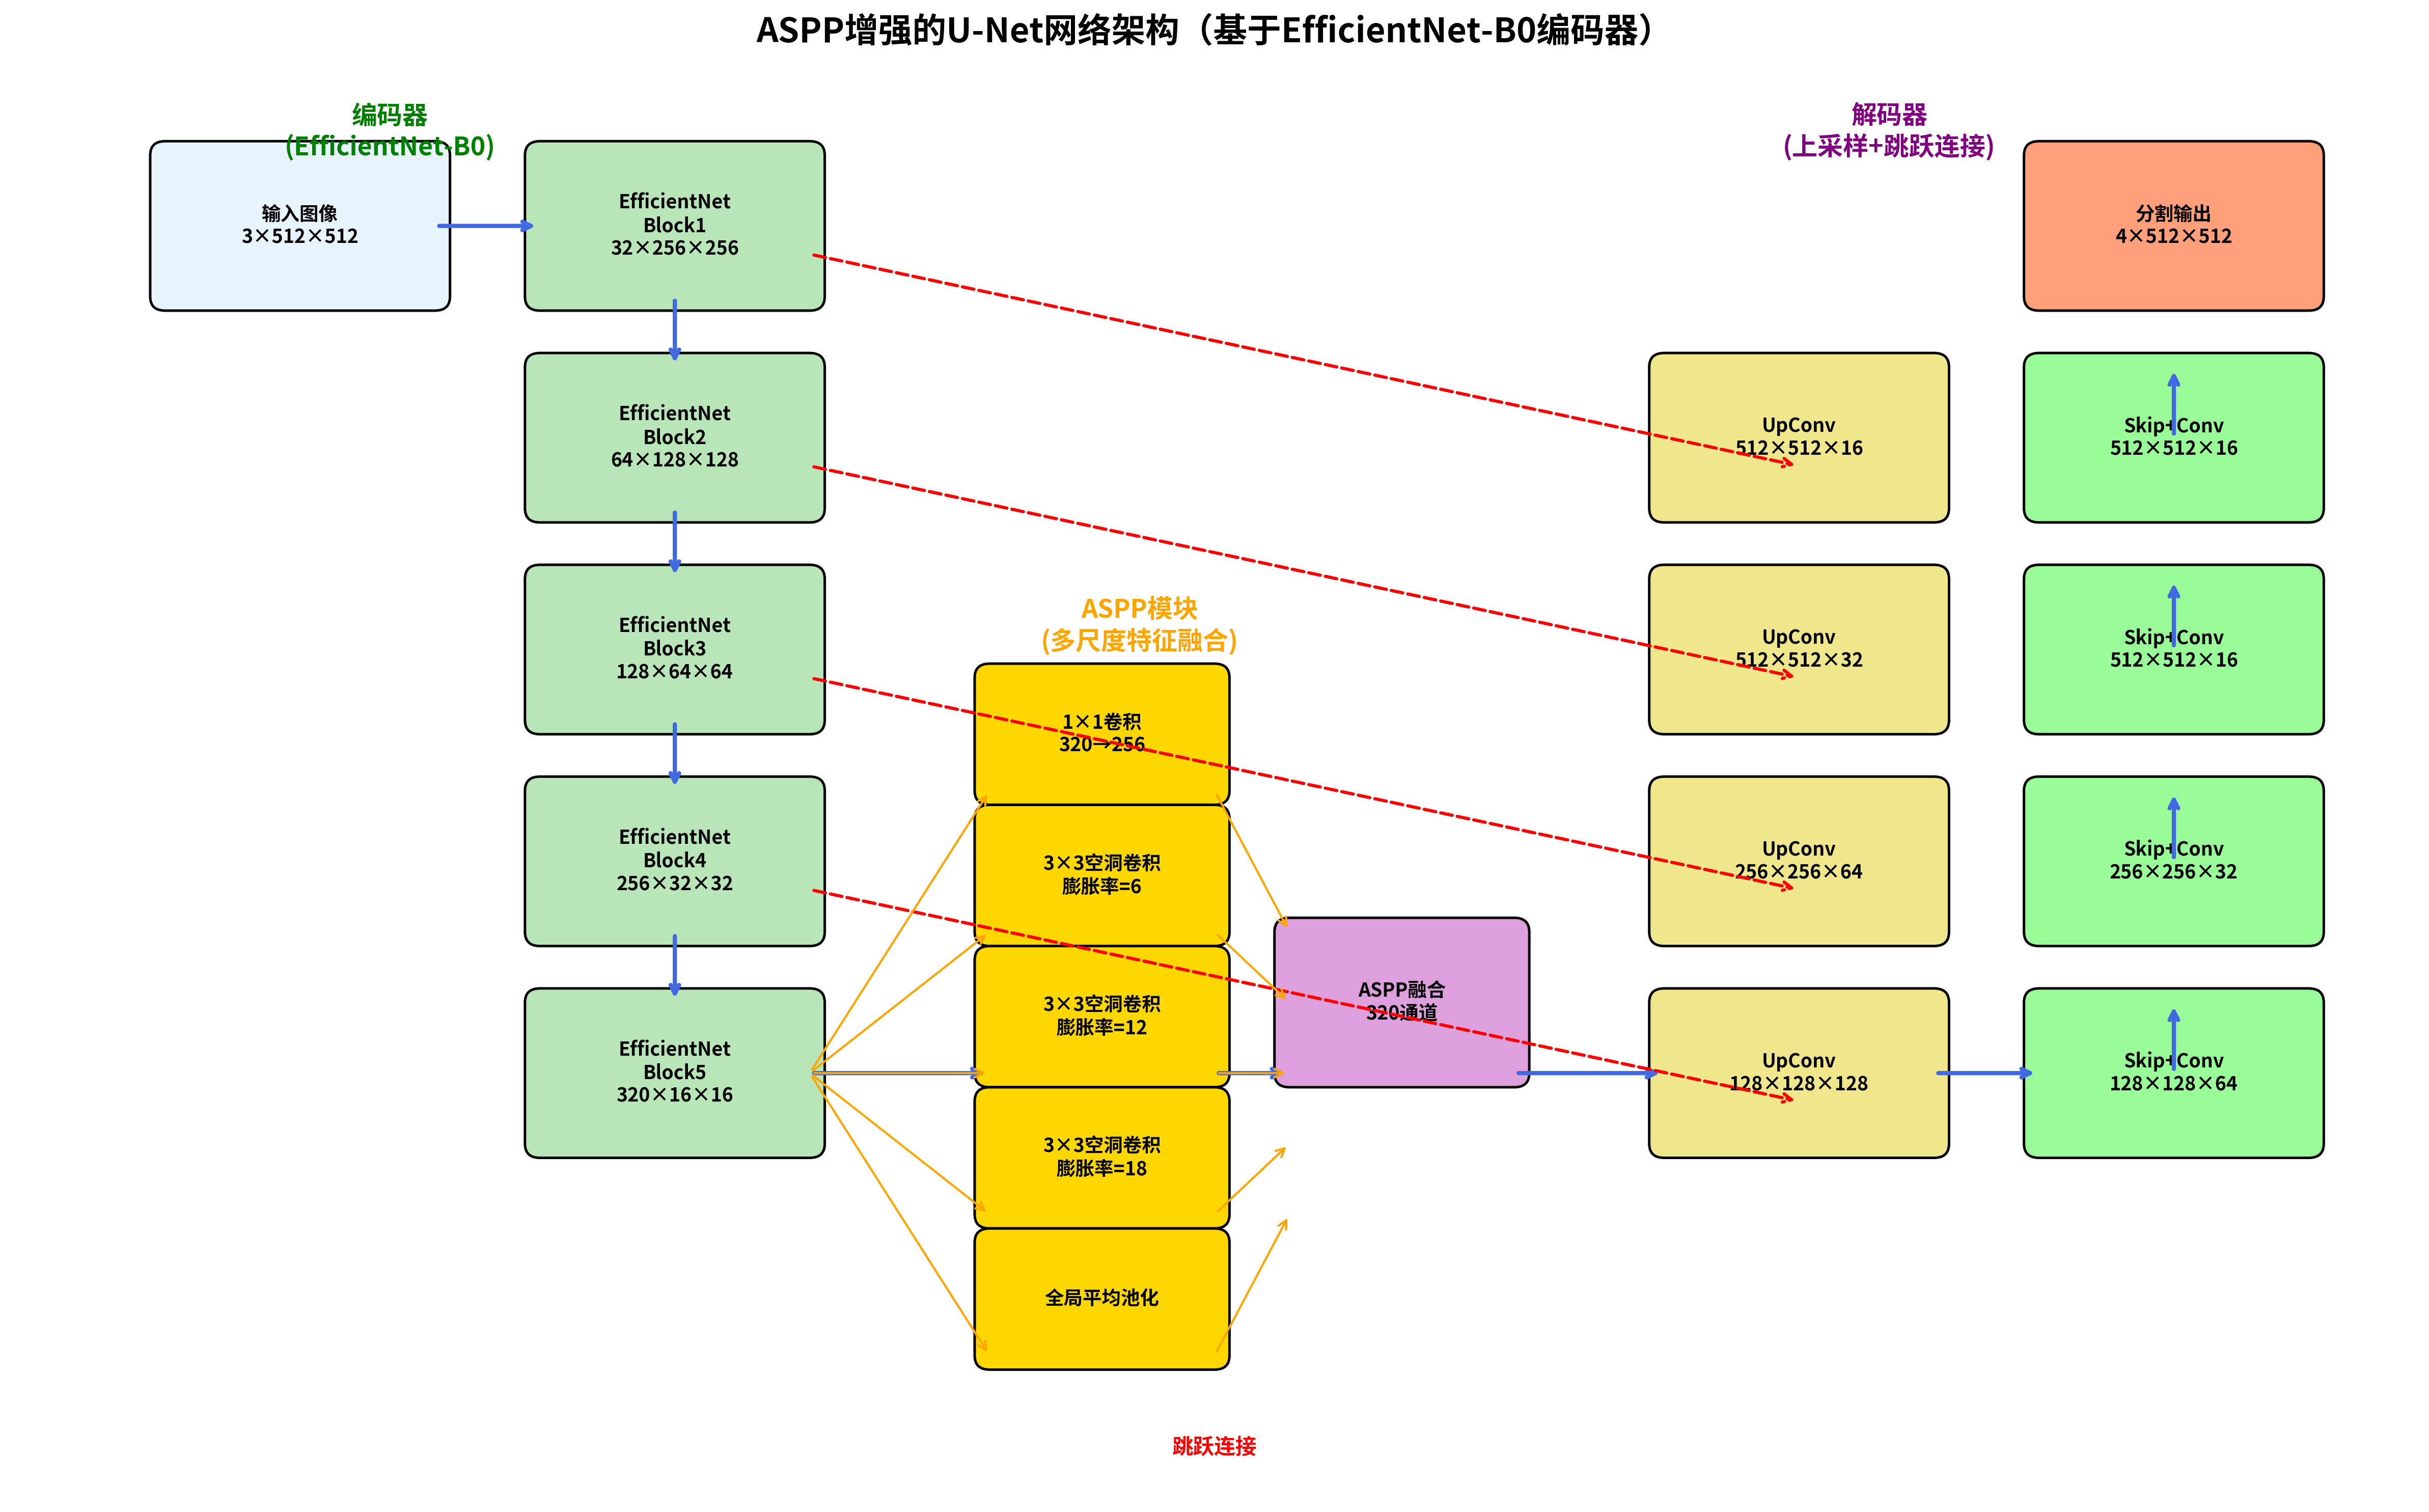 ASPP增强的U-Net网络架构（基于EfficientNet-B0编码器）
编码器
(EfficientNet-B0)
解码器
(上采样+跳跃连接)
输入图像
3×512×512
EfficientNet
Block1
32×256×256
分割输出
4×512×512
EfficientNet
Block2
64×128×128
UpConv
512×512×16
Skip+Conv
512×512×16
EfficientNet
Block3
128×64×64
ASPP模块
(多尺度特征融合)
UpConv
512×512×32
Skip+Conv
512×512×16
1×1卷积
320→256
EfficientNet
Block4
256×32×32
3×3空洞卷积
膨胀率=6
UpConv
256×256×64
Skip+Conv
256×256×32
3×3空洞卷积
膨胀率=12
ASPP融合
320通道
EfficientNet
Block5
320×16×16
UpConv
128×128×128
Skip+Conv
128×128×64
3×3空洞卷积
膨胀率=18
全局平均池化
跳跃连接